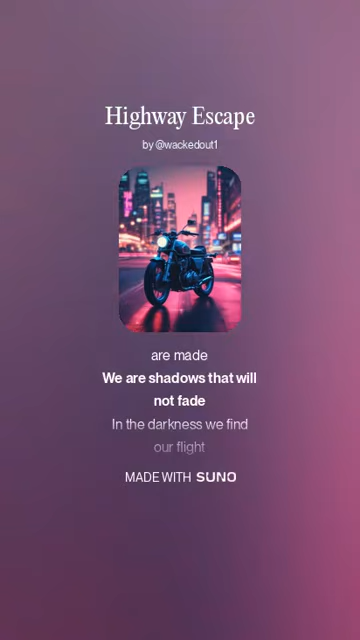 Highway Escape
by @wackedout1
are made
We are shadows that will
not fade
In the darkness we find
our flight
MADE WITH SUNO